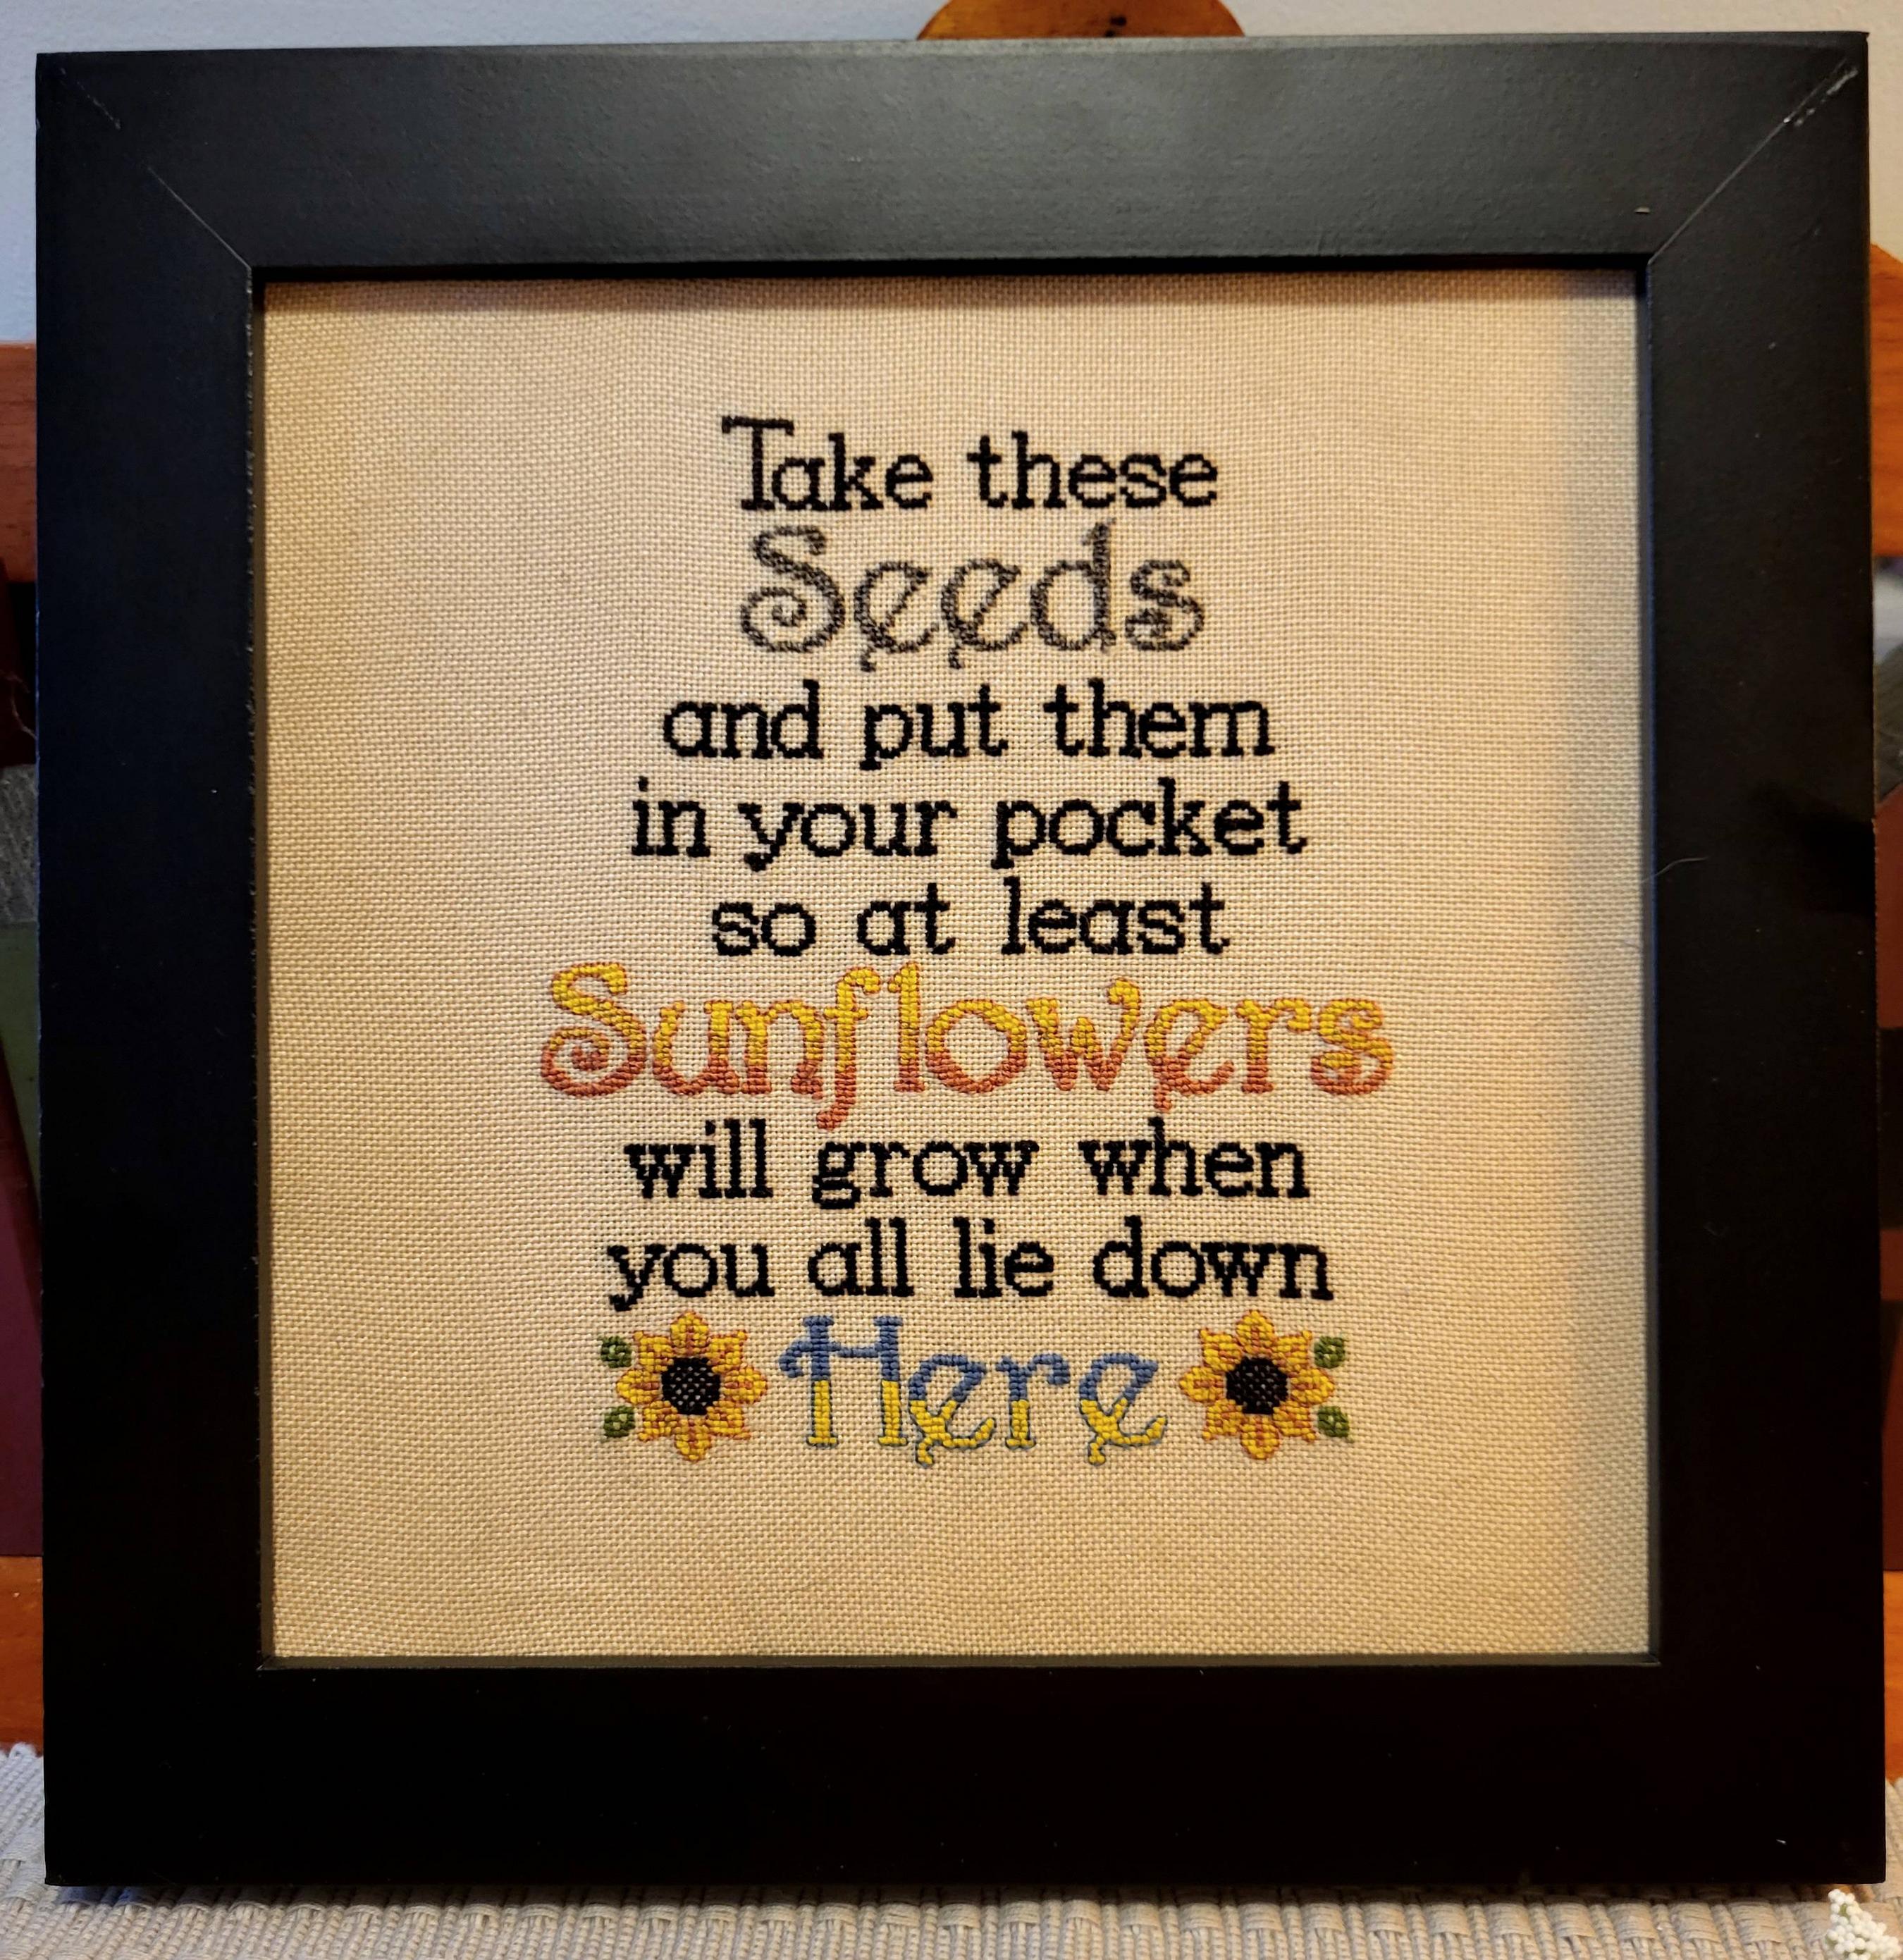 Take these
Seeds
and put them
in your pocket
so at least
Sunflowers
will grow when
you all lie down
Here